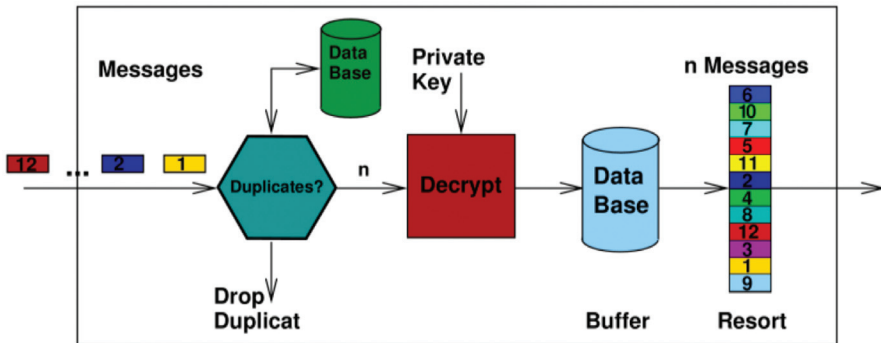 Messages
Data
Base
Private
Key
n Messages
12 ... 2 1
Duplicates?
n
Decrypt
Data
Base
6
10
7
5
11
2
4
8
12
3
1
9
Drop
Duplicat
Buffer
Resort